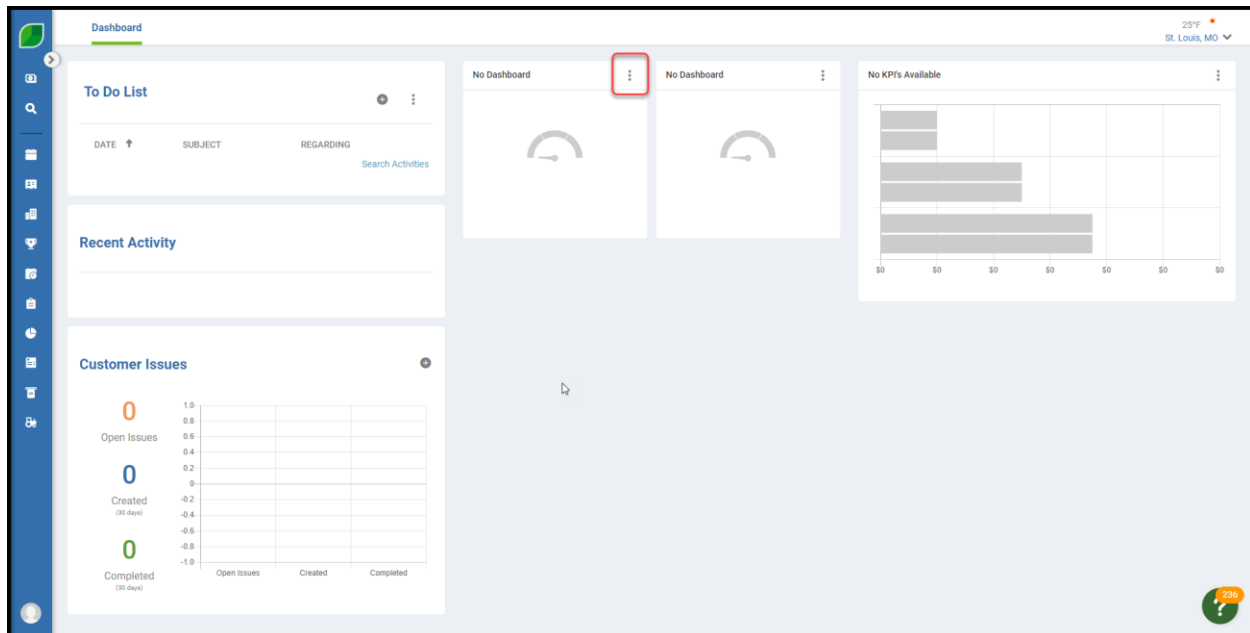 Dashboard
25°F
St. Louis, MO
To Do List
DATE
SUBJECT
REGARDING
Search Activities
Recent Activity
Customer Issues
0
Open Issues
0
Created
(30 days)
0
Completed
(30 days)
1.0
0.8
0.6
0.4
0.2
0
-0.2
-0.4
-0.6
-0.8
-1.0
Open Issues Created Completed
No Dashboard
No Dashboard
No KPI's Available
$0 $0 $0 $0 $0 $0 $0
?
236